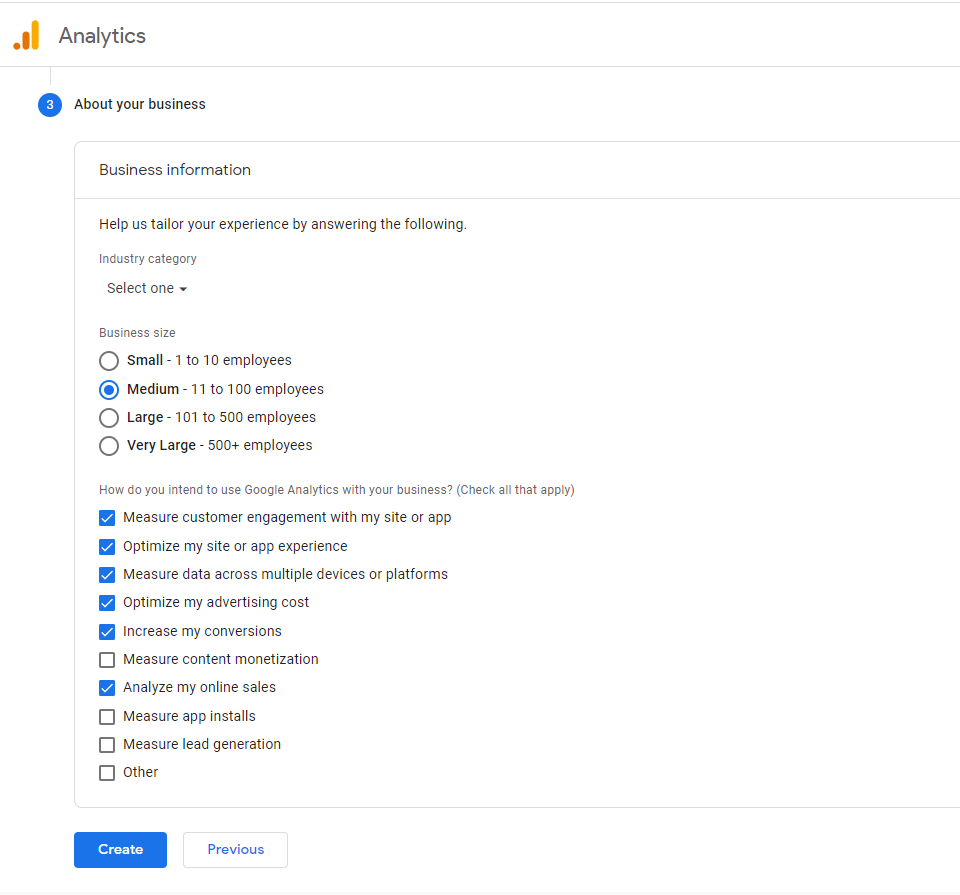 Analytics
3 About your business
Business information
Help us tailor your experience by answering the following.
Industry category
Select one
Business size
Small - 1 to 10 employees
Medium - 11 to 100 employees
Large - 101 to 500 employees
Very Large - 500+ employees
How do you intend to use Google Analytics with your business? (Check all that apply)
Measure customer engagement with my site or app
Optimize my site or app experience
Measure data across multiple devices or platforms
Optimize my advertising cost
Increase my conversions
Measure content monetization
Analyze my online sales
Measure app installs
Measure lead generation
Other
Create Previous